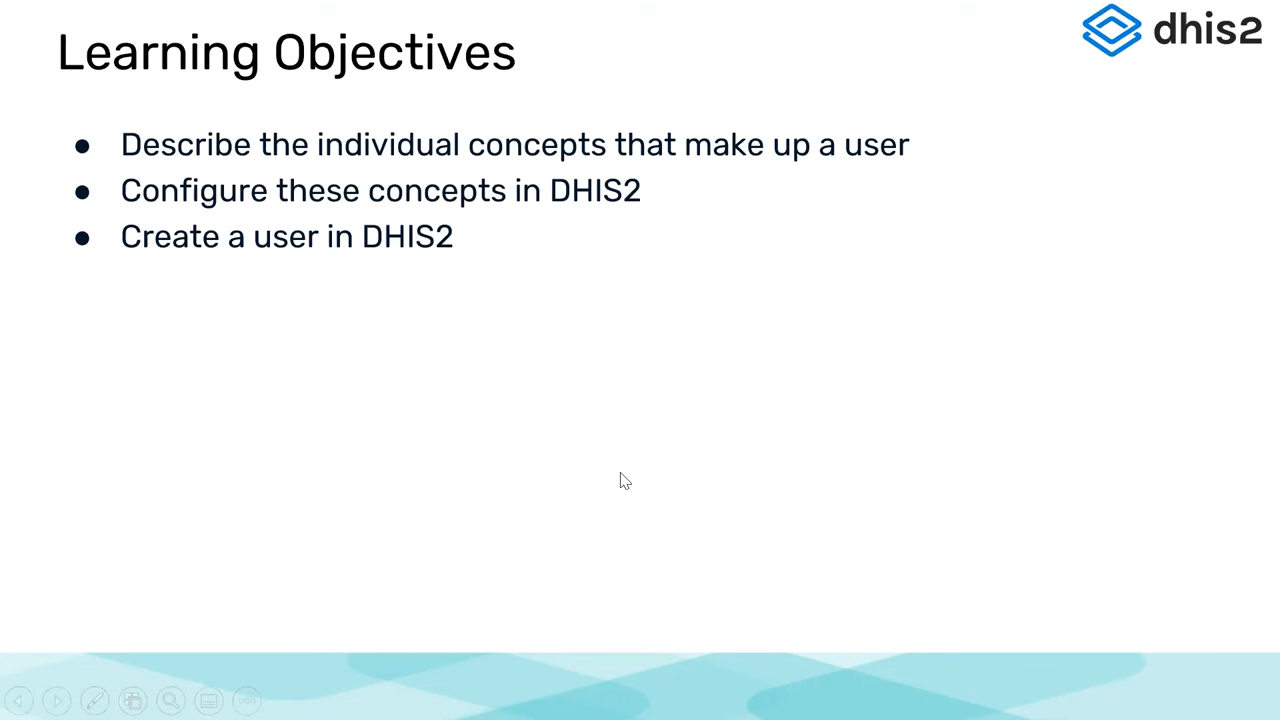 Learning Objectives
dhis2
● Describe the individual concepts that make up a user
● Configure these concepts in DHIS2
● Create a user in DHIS2